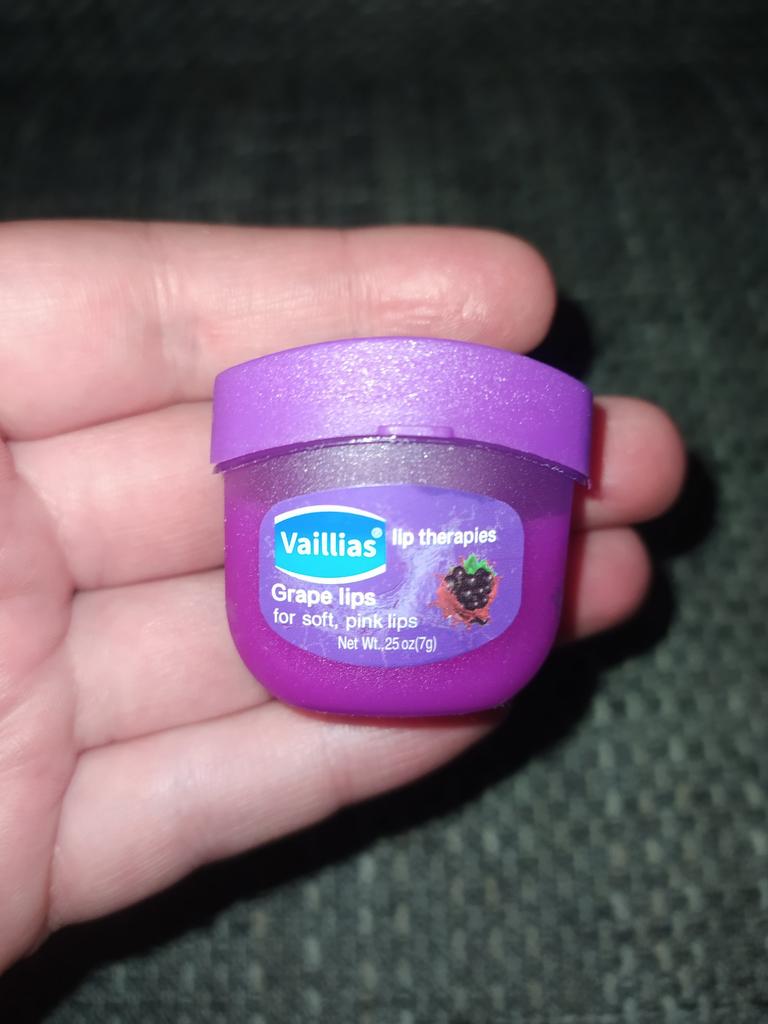 Vaillias® lip therapies
Grape lips
for soft, pink lips
Net Wt.,25 oz(7g)